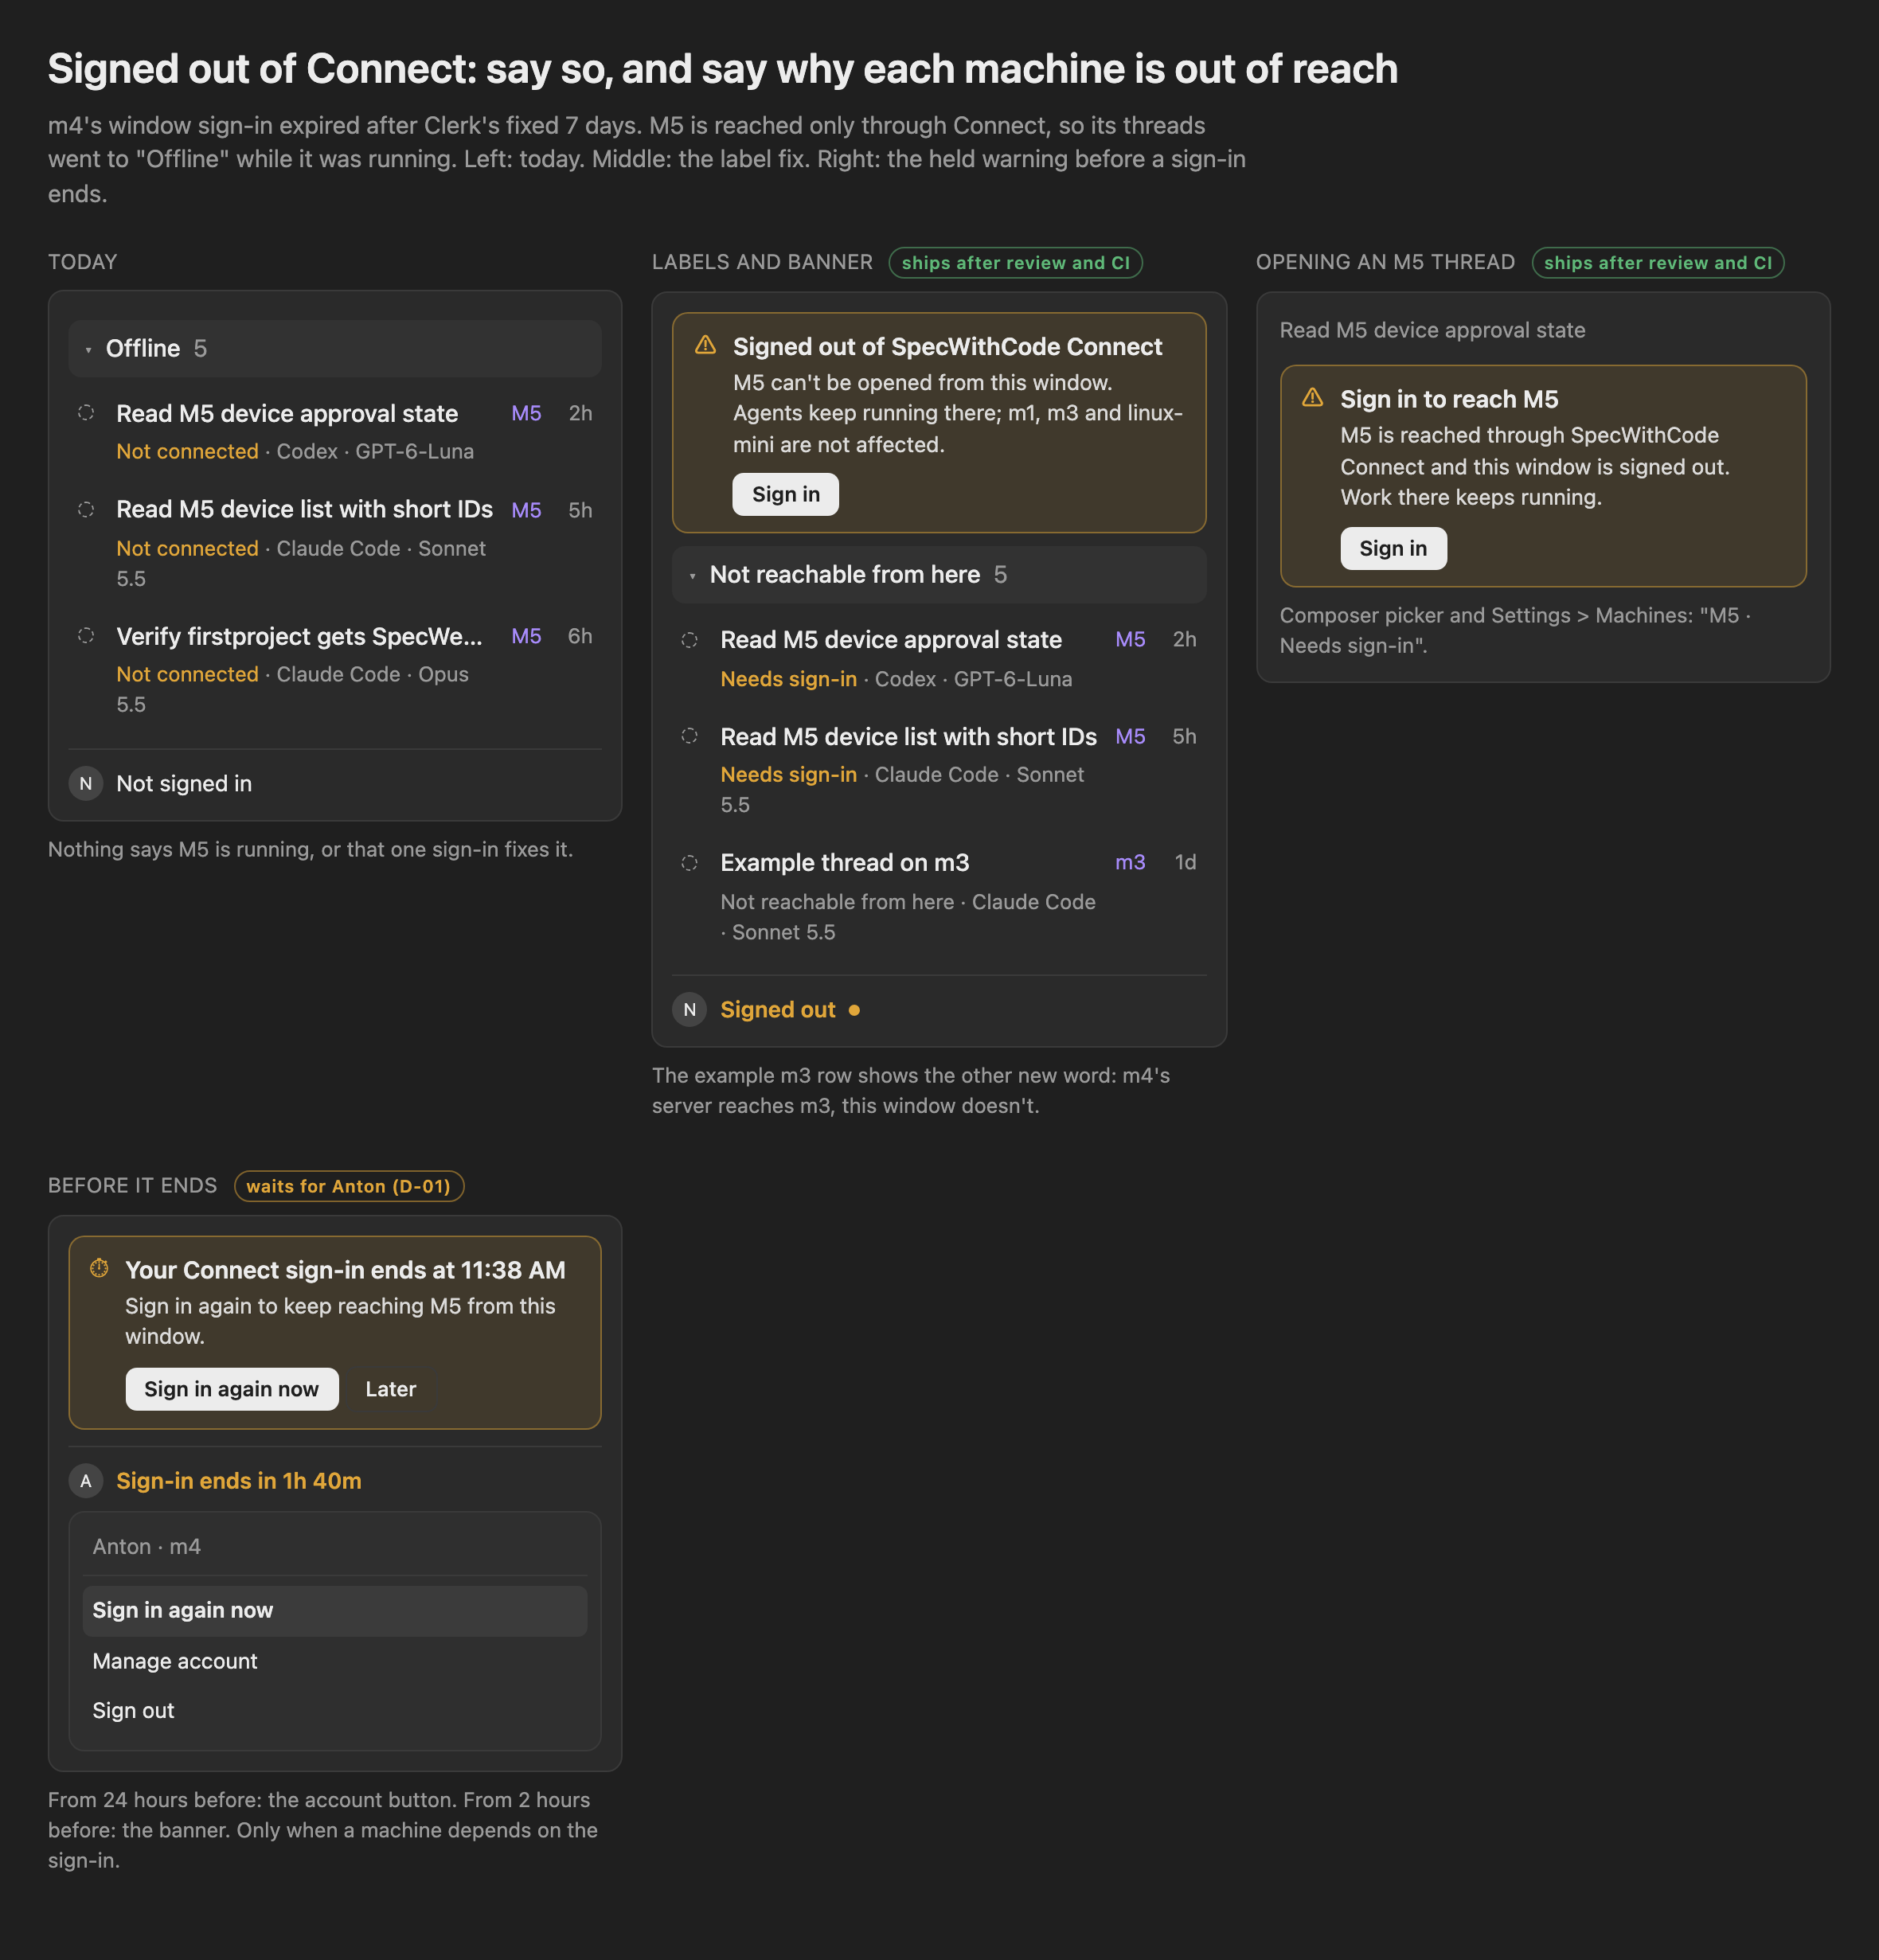 Signed out of Connect: say so, and say why each machine is out of reach
m4's window sign-in expired after Clerk's fixed 7 days. M5 is reached only through Connect, so its threads
went to "Offline" while it was running. Left: today. Middle: the label fix. Right: the held warning before a sign-in
ends.
TODAY
Offline 5
Read M5 device approval state M5 2h
Not connected · Codex · GPT-6-Luna
Read M5 device list with short IDs M5 5h
Not connected · Claude Code · Sonnet
5.5
Verify firstproject gets SpecWe... M5 6h
Not connected · Claude Code · Opus
5.5
N Not signed in
Nothing says M5 is running, or that one sign-in fixes it.
LABELS AND BANNER ships after review and CI
Signed out of SpecWithCode Connect
M5 can't be opened from this window.
Agents keep running there; m1, m3 and linux-
mini are not affected.
Sign in
Not reachable from here 5
Read M5 device approval state M5 2h
Needs sign-in · Codex · GPT-6-Luna
Read M5 device list with short IDs M5 5h
Needs sign-in · Claude Code · Sonnet
5.5
Example thread on m3 m3 1d
Not reachable from here · Claude Code
· Sonnet 5.5
N Signed out
The example m3 row shows the other new word: m4's
server reaches m3, this window doesn't.
OPENING AN M5 THREAD ships after review and CI
Read M5 device approval state
Sign in to reach M5
M5 is reached through SpecWithCode
Connect and this window is signed out.
Work there keeps running.
Sign in
Composer picker and Settings > Machines: "M5 ·
Needs sign-in".
BEFORE IT ENDS waits for Anton (D-01)
Your Connect sign-in ends at 11:38 AM
Sign in again to keep reaching M5 from this
window.
Sign in again now Later
A Sign-in ends in 1h 40m
Anton · m4
Sign in again now
Manage account
Sign out
From 24 hours before: the account button. From 2 hours
before: the banner. Only when a machine depends on the
sign-in.